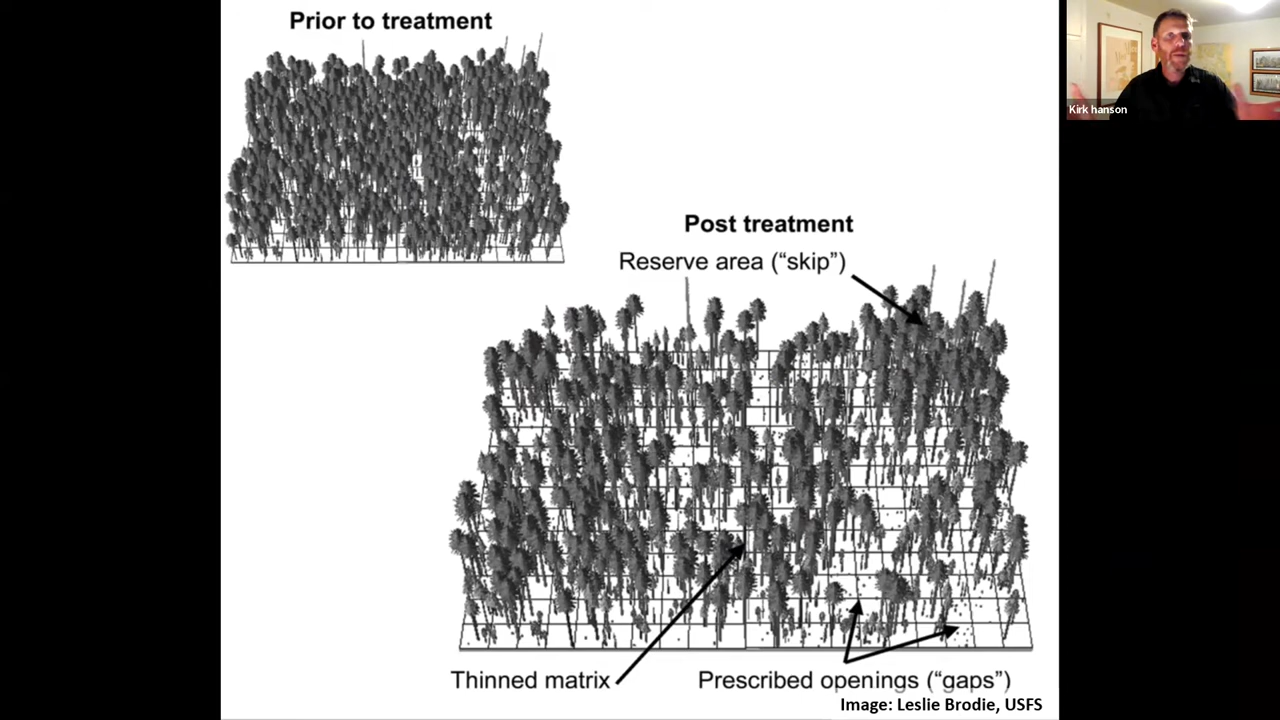 Prior to treatment
Kirk hanson
Post treatment
Reserve area (“skip”)
Thinned matrix
Prescribed openings (“gaps”)
Image: Leslie Brodie, USFS